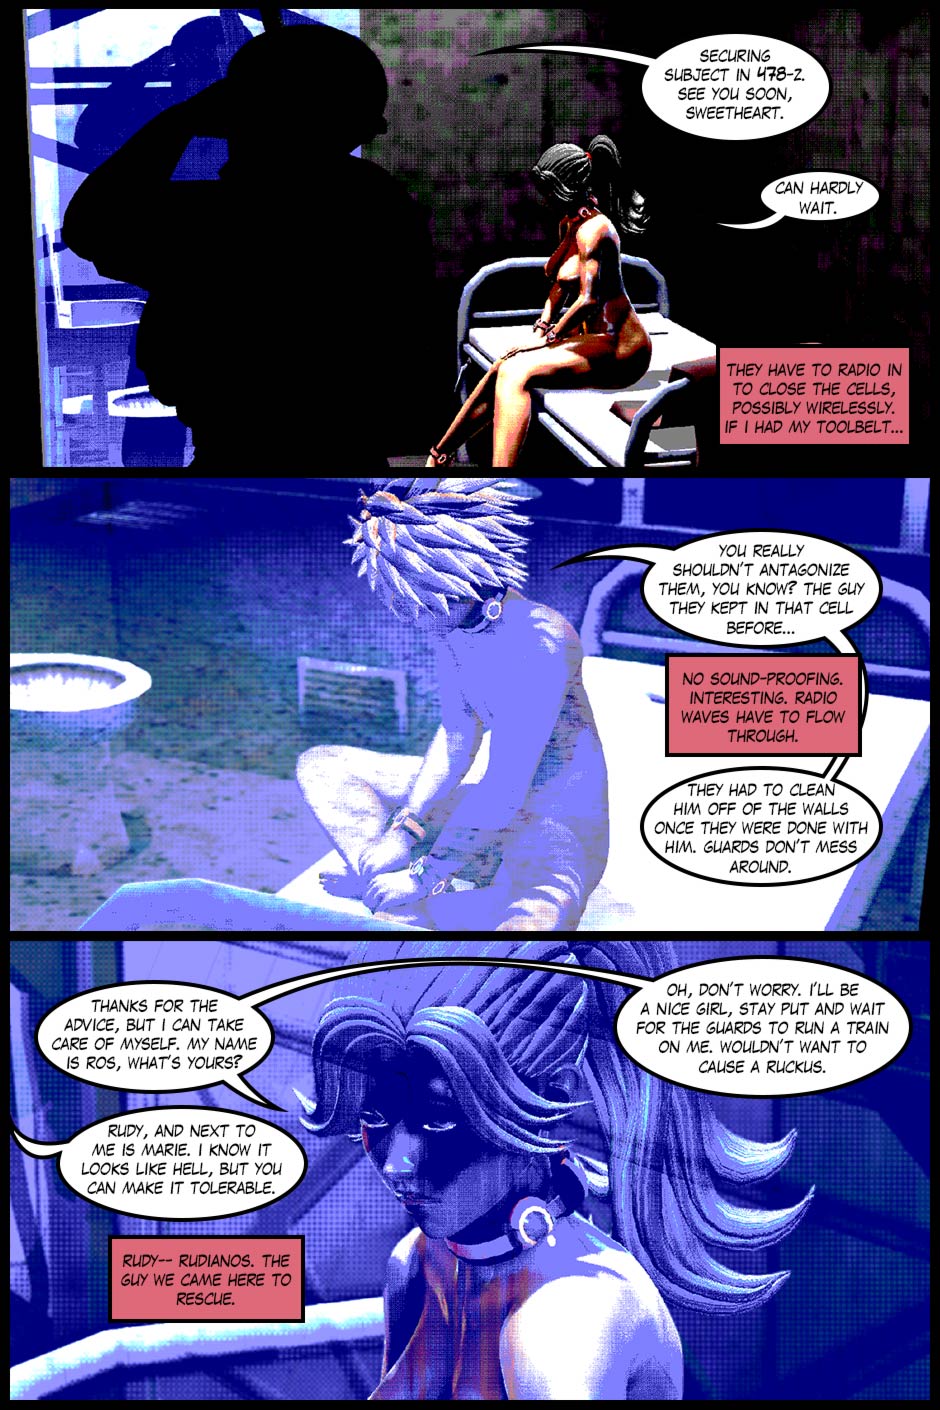 SECURING
SUBJECT IN 478-Z.
SEE YOU SOON,
SWEETHEART.
CAN HARDLY
WAIT.
THEY HAVE TO RADIO IN
TO CLOSE THE CELLS,
POSSIBLY WIRELESSLY.
IF I HAD MY TOOLBELT...
YOU REALLY
SHOULDN'T ANTAGONIZE
THEM, YOU KNOW? THE GUY
THEY KEPT IN THAT CELL
BEFORE...
NO SOUND-PROOFING.
INTERESTING. RADIO
WAVES HAVE TO FLOW
THROUGH.
THEY HAD TO CLEAN
HIM OFF OF THE WALLS
ONCE THEY WERE DONE WITH
HIM. GUARDS DON'T MESS
AROUND.
OH, DON'T WORRY. I'LL BE
A NICE GIRL, STAY PUT AND WAIT
FOR THE GUARDS TO RUN A TRAIN
ON ME. WOULDN'T WANT TO
CAUSE A RUCKUS.
THANKS FOR THE
ADVICE, BUT I CAN TAKE
CARE OF MYSELF. MY NAME
IS ROS, WHAT'S YOURS?
RUDY, AND NEXT TO
ME IS MARIE. I KNOW IT
LOOKS LIKE HELL, BUT YOU
CAN MAKE IT TOLERABLE.
RUDY-- RUDIANOS. THE
GUY WE CAME HERE TO
RESCUE.